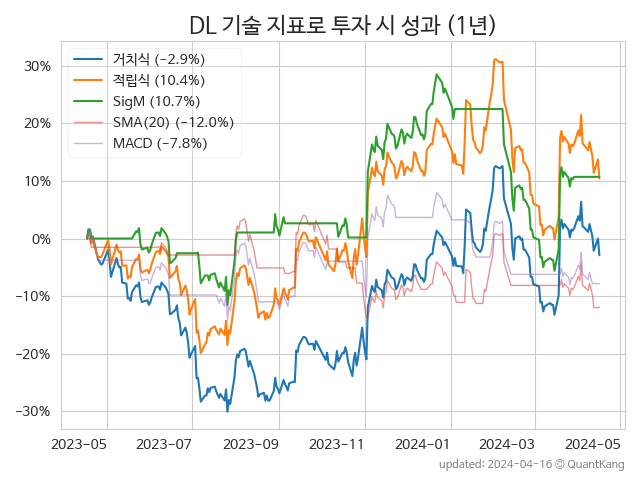 DL 기술 지표로 투자 시 성과 (1년)
거치식 (−2.9%)
적립식 (10.4%)
SigM (10.7%)
SMA(20) (−12.0%)
MACD (−7.8%)
30%
20%
10%
0%
−10%
−20%
−30%
2023−05 2023−07 2023−09 2023−11 2024−01 2024−03 2024−05
updated: 2024-04-16 © QuantKang